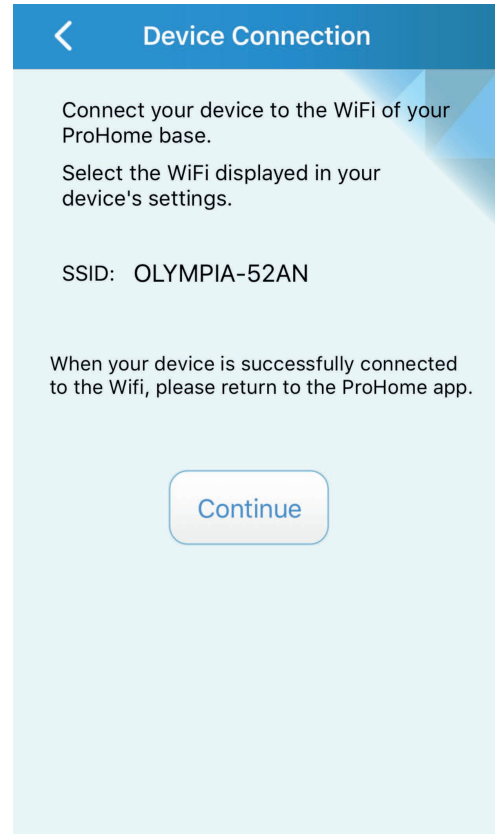 Device Connection
Connect your device to the WiFi of your
ProHome base.
Select the WiFi displayed in your
device's settings.
SSID: OLYMPIA-52AN
When your device is successfully connected
to the Wifi, please return to the ProHome app.
Continue